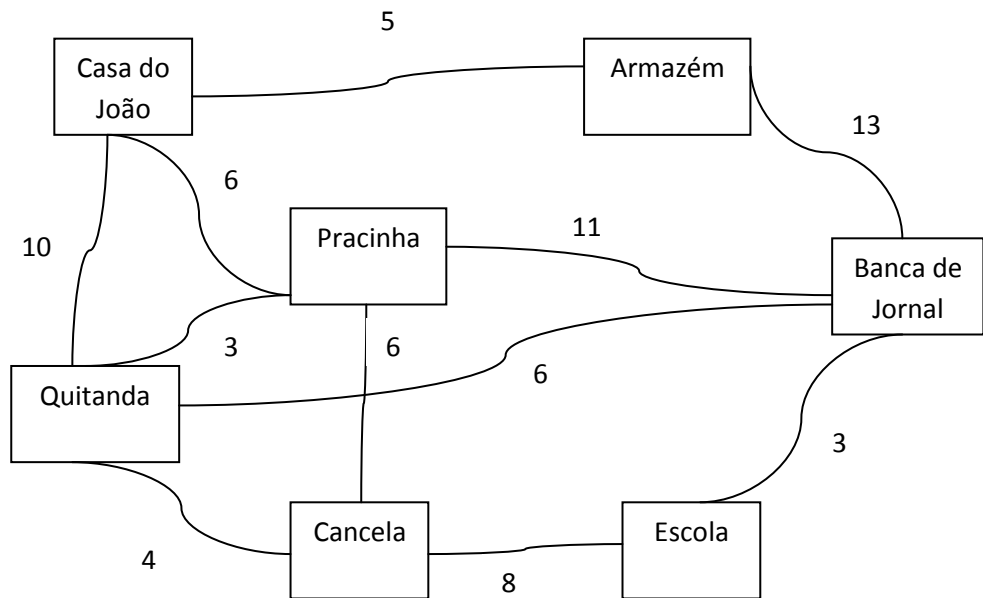 5
Casa do
João
Armazém
13
6
Pracinha
11
10
Banca de
Jornal
3
6
6
Quitanda
3
Cancela
Escola
4
8